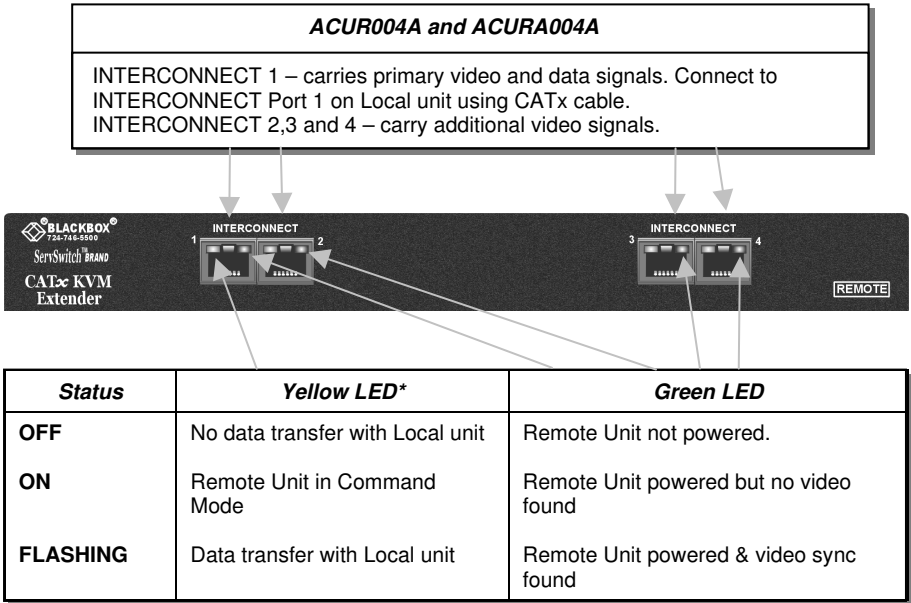 ACUR004A and ACURA004A
INTERCONNECT 1 – carries primary video and data signals. Connect to
INTERCONNECT Port 1 on Local unit using CATx cable.
INTERCONNECT 2,3 and 4 – carry additional video signals.
BLACKBOX®
724-746-5500
ServSwitch™ BRAND
CATx KVM
Extender
INTERCONNECT
1 2
INTERCONNECT
3 4
REMOTE
Status Yellow LED* Green LED
OFF No data transfer with Local unit Remote Unit not powered.
ON Remote Unit in Command
Mode
Remote Unit powered but no video
found
FLASHING Data transfer with Local unit Remote Unit powered & video sync
found